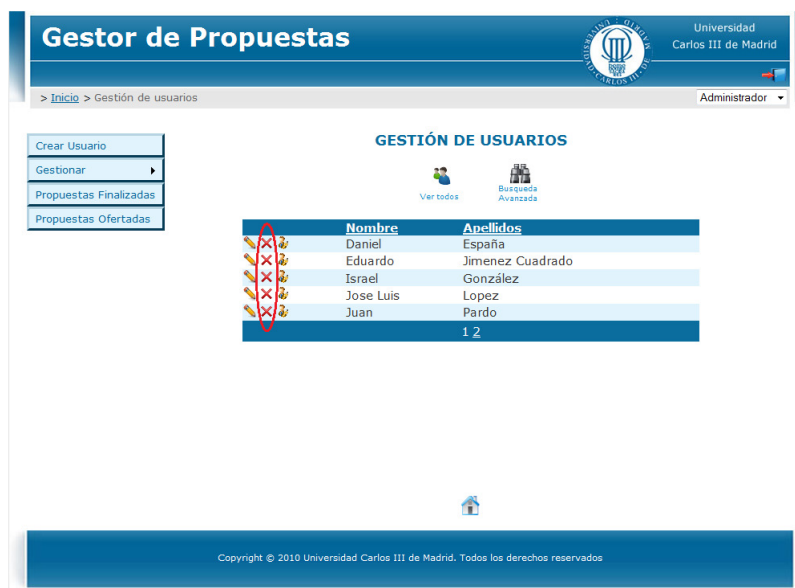 Gestor de Propuestas
Universidad
Carlos III de Madrid
> Inicio > Gestión de usuarios
Administrador
Crear Usuario
Gestionar
Propuestas Finalizadas
Propuestas Ofertadas
GESTIÓN DE USUARIOS
Ver todos
Busqueda
Avanzada
Nombre Apellidos
Daniel España
Eduardo Jimenez Cuadrado
Israel González
Jose Luis Lopez
Juan Pardo
1 2
Copyright © 2010 Universidad Carlos III de Madrid. Todos los derechos reservados